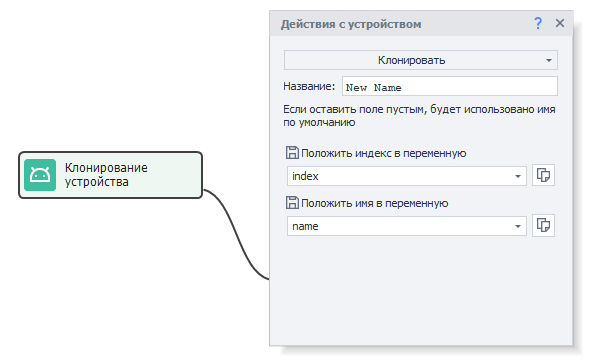 Действия с устройством ?
Клонировать
Название: New Name
Если оставить поле пустым, будет использовано имя
по умолчанию
Клонирование
устройства
Положить индекс в переменную
index
Положить имя в переменную
name